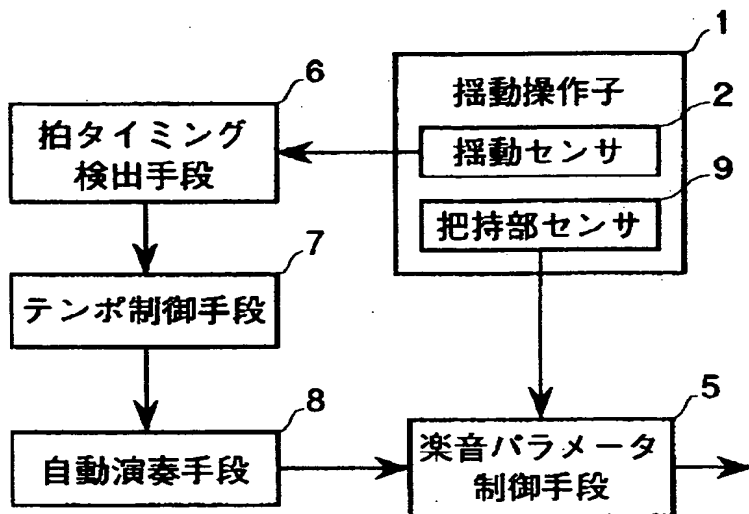 1
揺動操作子
2
揺動センサ
9
把持部センサ
6
拍タイミング
検出手段
7
テンポ制御手段
8
自動演奏手段
5
楽音パラメータ
制御手段